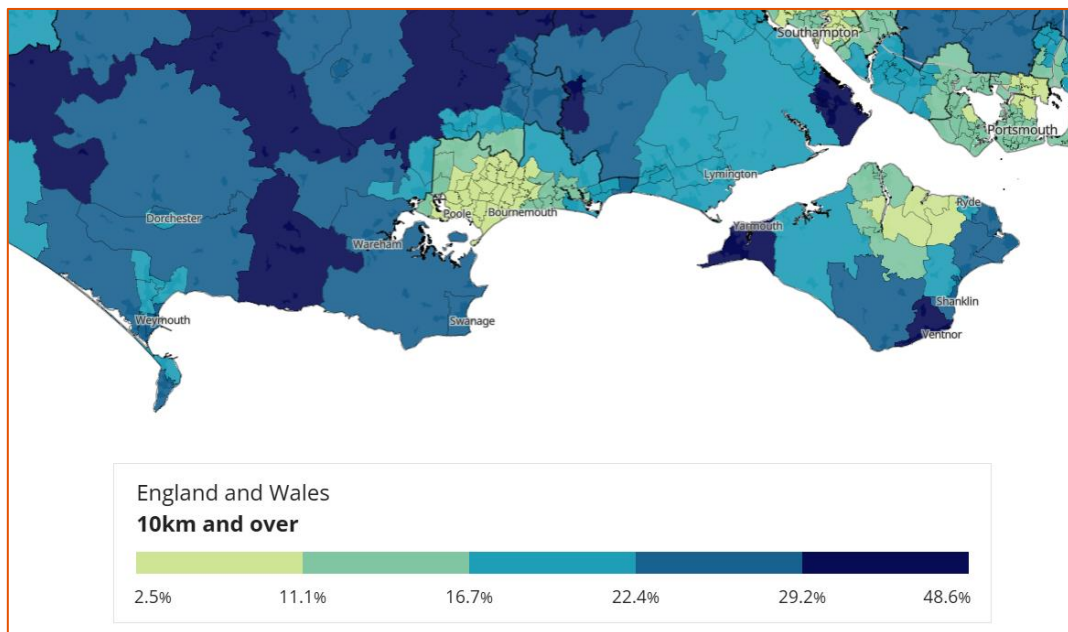 Southampton
Portsmouth
Lymington
Dorchester
Poole
Bournemouth
Ryde
Yarmouth
Wareham
Shanklin
Weymouth
Swanage
Ventnor
England and Wales
10km and over
2.5% 11.1% 16.7% 22.4% 29.2% 48.6%